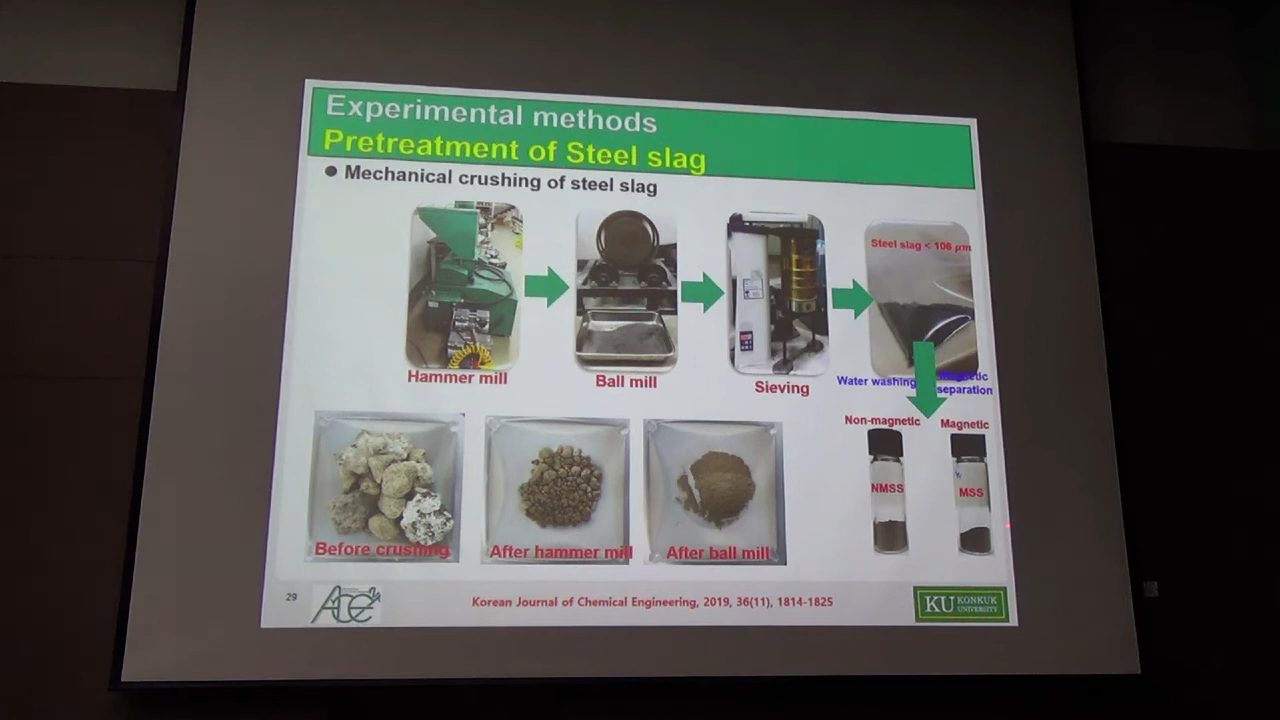 Experimental methods
Pretreatment of Steel slag
● Mechanical crushing of steel slag
Steel slag < 106 μm
Hammer mill
Ball mill
Sieving
Water washing
separation
Non-magnetic
Magnetic
NMSS
MSS
Before crushing
After hammer mill
After ball mill
29
Korean Journal of Chemical Engineering, 2019, 36(11), 1814-1825
KU KONKUK
UNIVERSITY